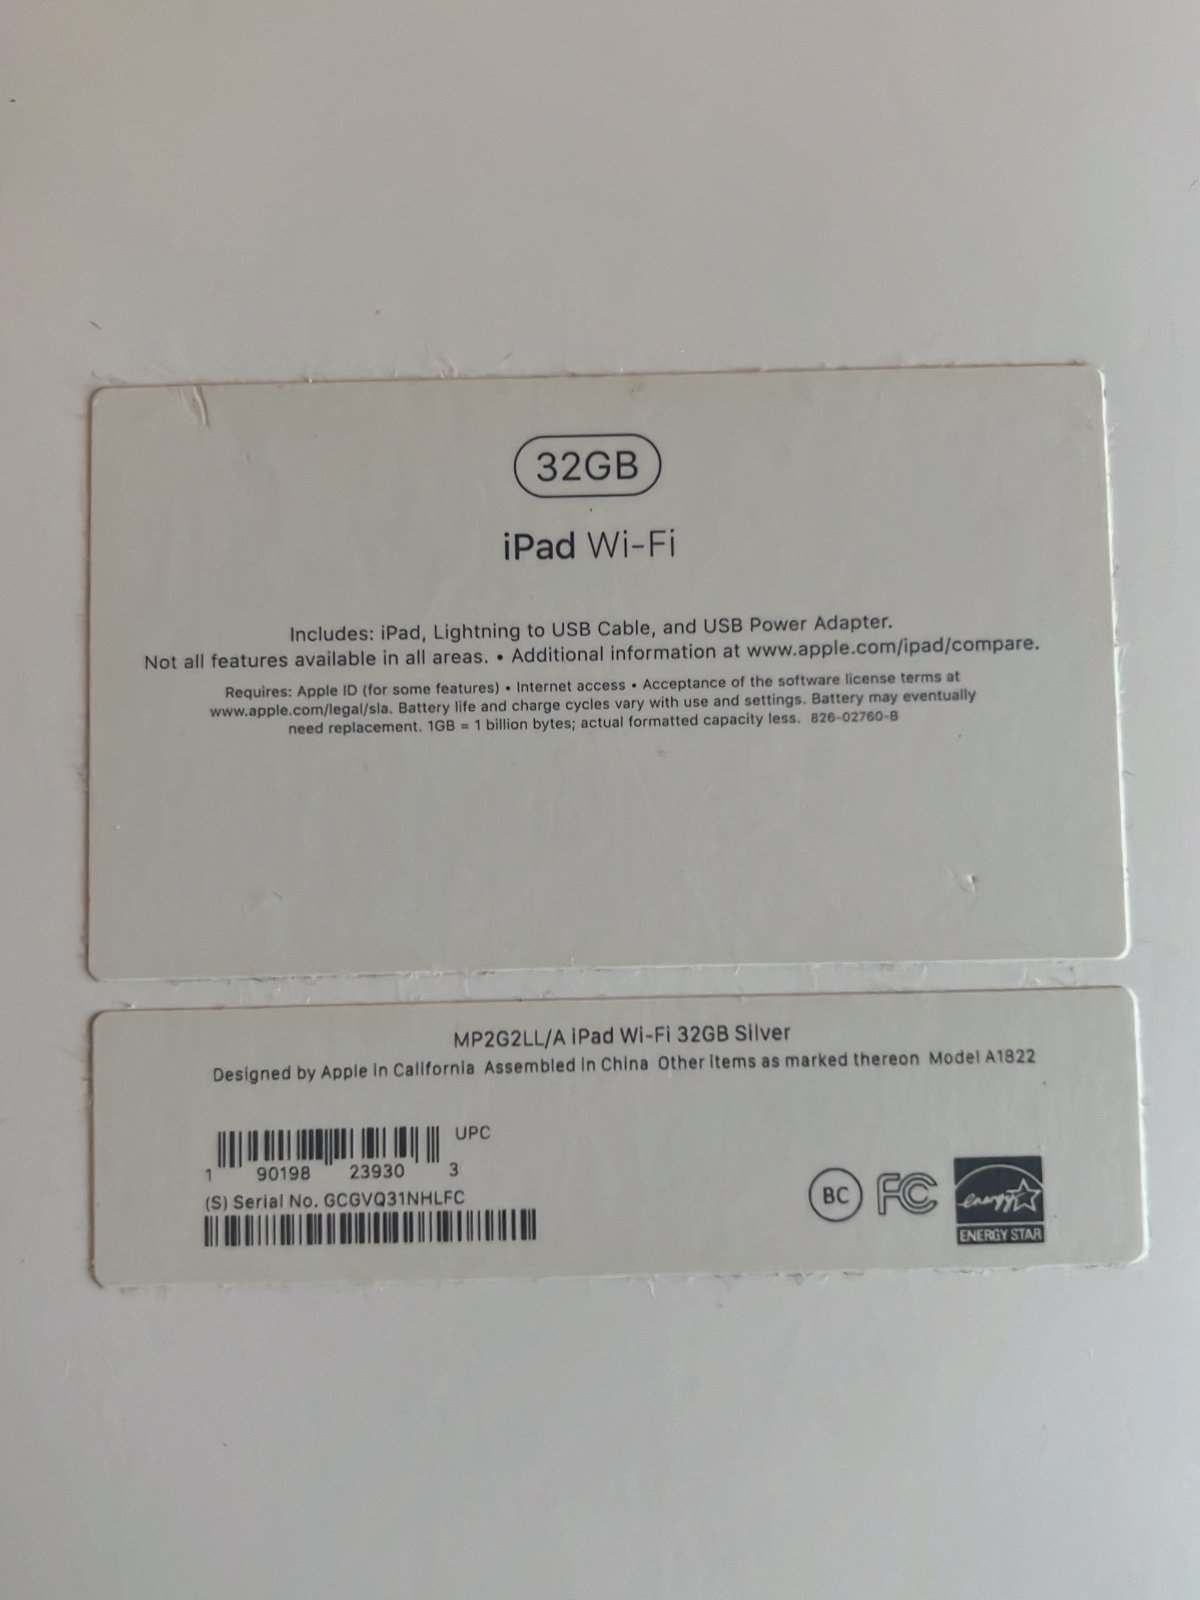 32GB
iPad Wi-Fi
Includes: iPad, Lightning to USB Cable, and USB Power Adapter.
Not all features available in all areas. • Additional information at www.apple.com/ipad/compare.
Requires: Apple ID (for some features) • Internet access • Acceptance of the software license terms at
www.apple.com/legal/sla. Battery life and charge cycles vary with use and settings. Battery may eventually
need replacement. 1GB = 1 billion bytes; actual formatted capacity less. 826-02760-B
MP2G2LL/A iPad Wi-Fi 32GB Silver
Designed by Apple in California Assembled in China Other items as marked thereon Model A1822
UPC
1 90198 23930 3
(S) Serial No. GCGVQ31NHLFC
BC FC energy
ENERGY STAR